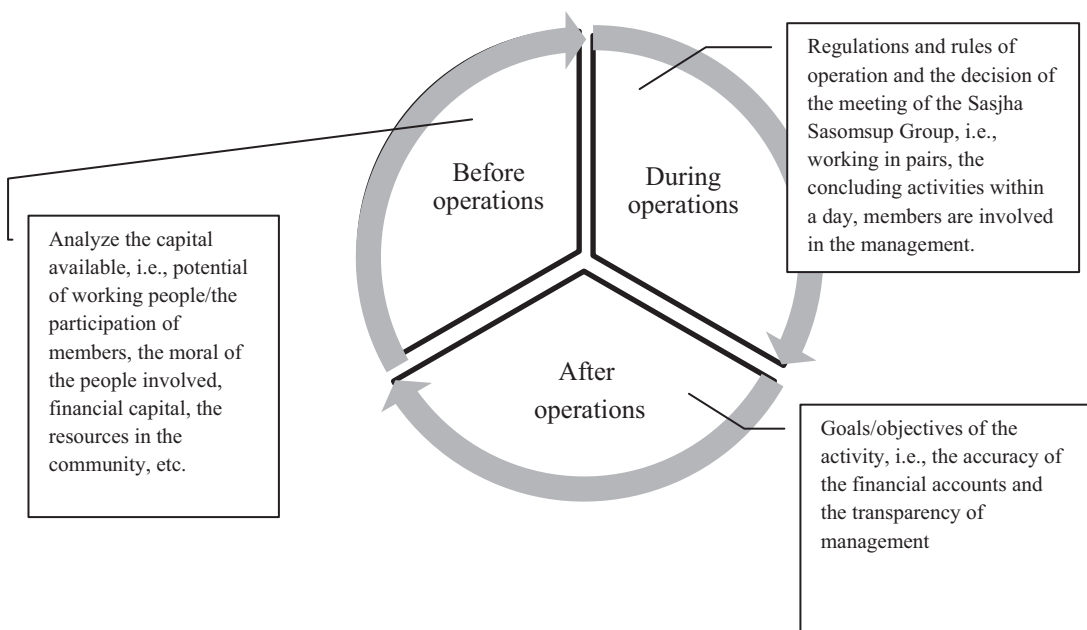 Before
operations
During
operations
After
operations
Analyze the capital
available, i.e., potential
of working people/the
participation of
members, the moral of
the people involved,
financial capital, the
resources in the
community, etc.
Regulations and rules of
operation and the decision of
the meeting of the Sasjha
Sasomsup Group, i.e.,
working in pairs, the
concluding activities within
a day, members are involved
in the management.
Goals/objectives of the
activity, i.e., the accuracy of
the financial accounts and
the transparency of
management